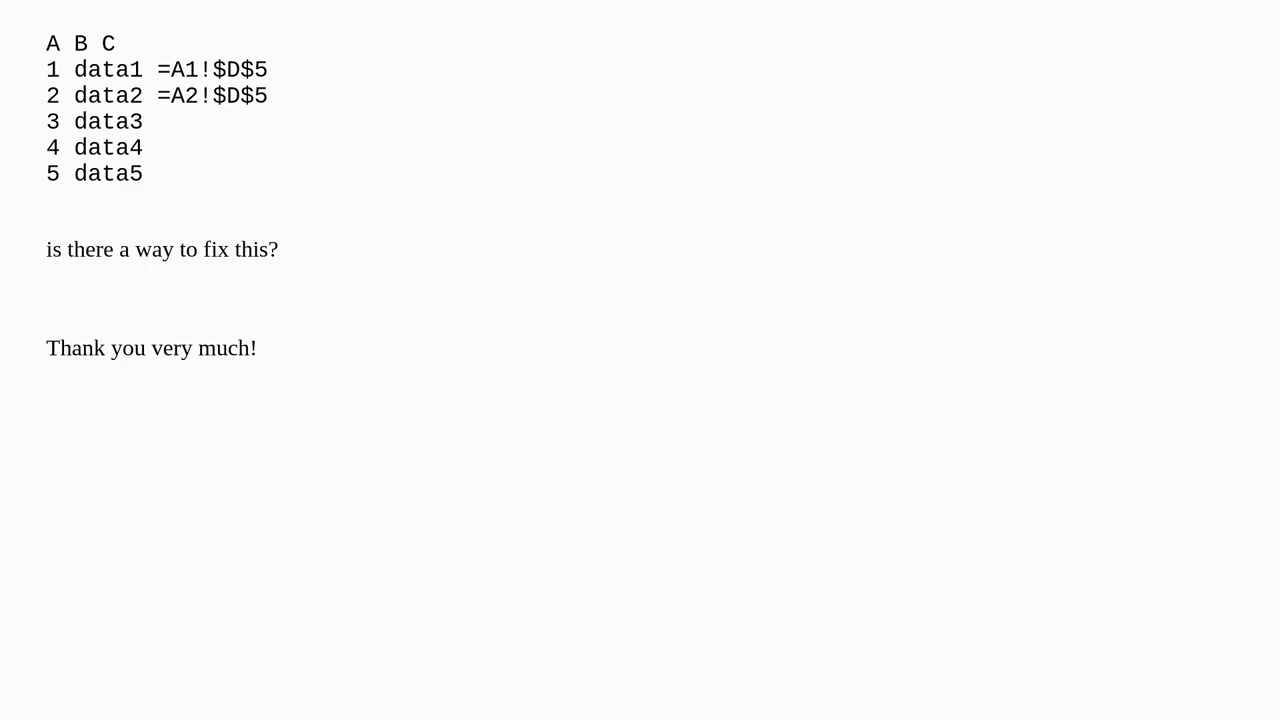 A B C
1 data1 =A1!$D$5
2 data2 =A2!$D$5
3 data3
4 data4
5 data5
is there a way to fix this?
Thank you very much!